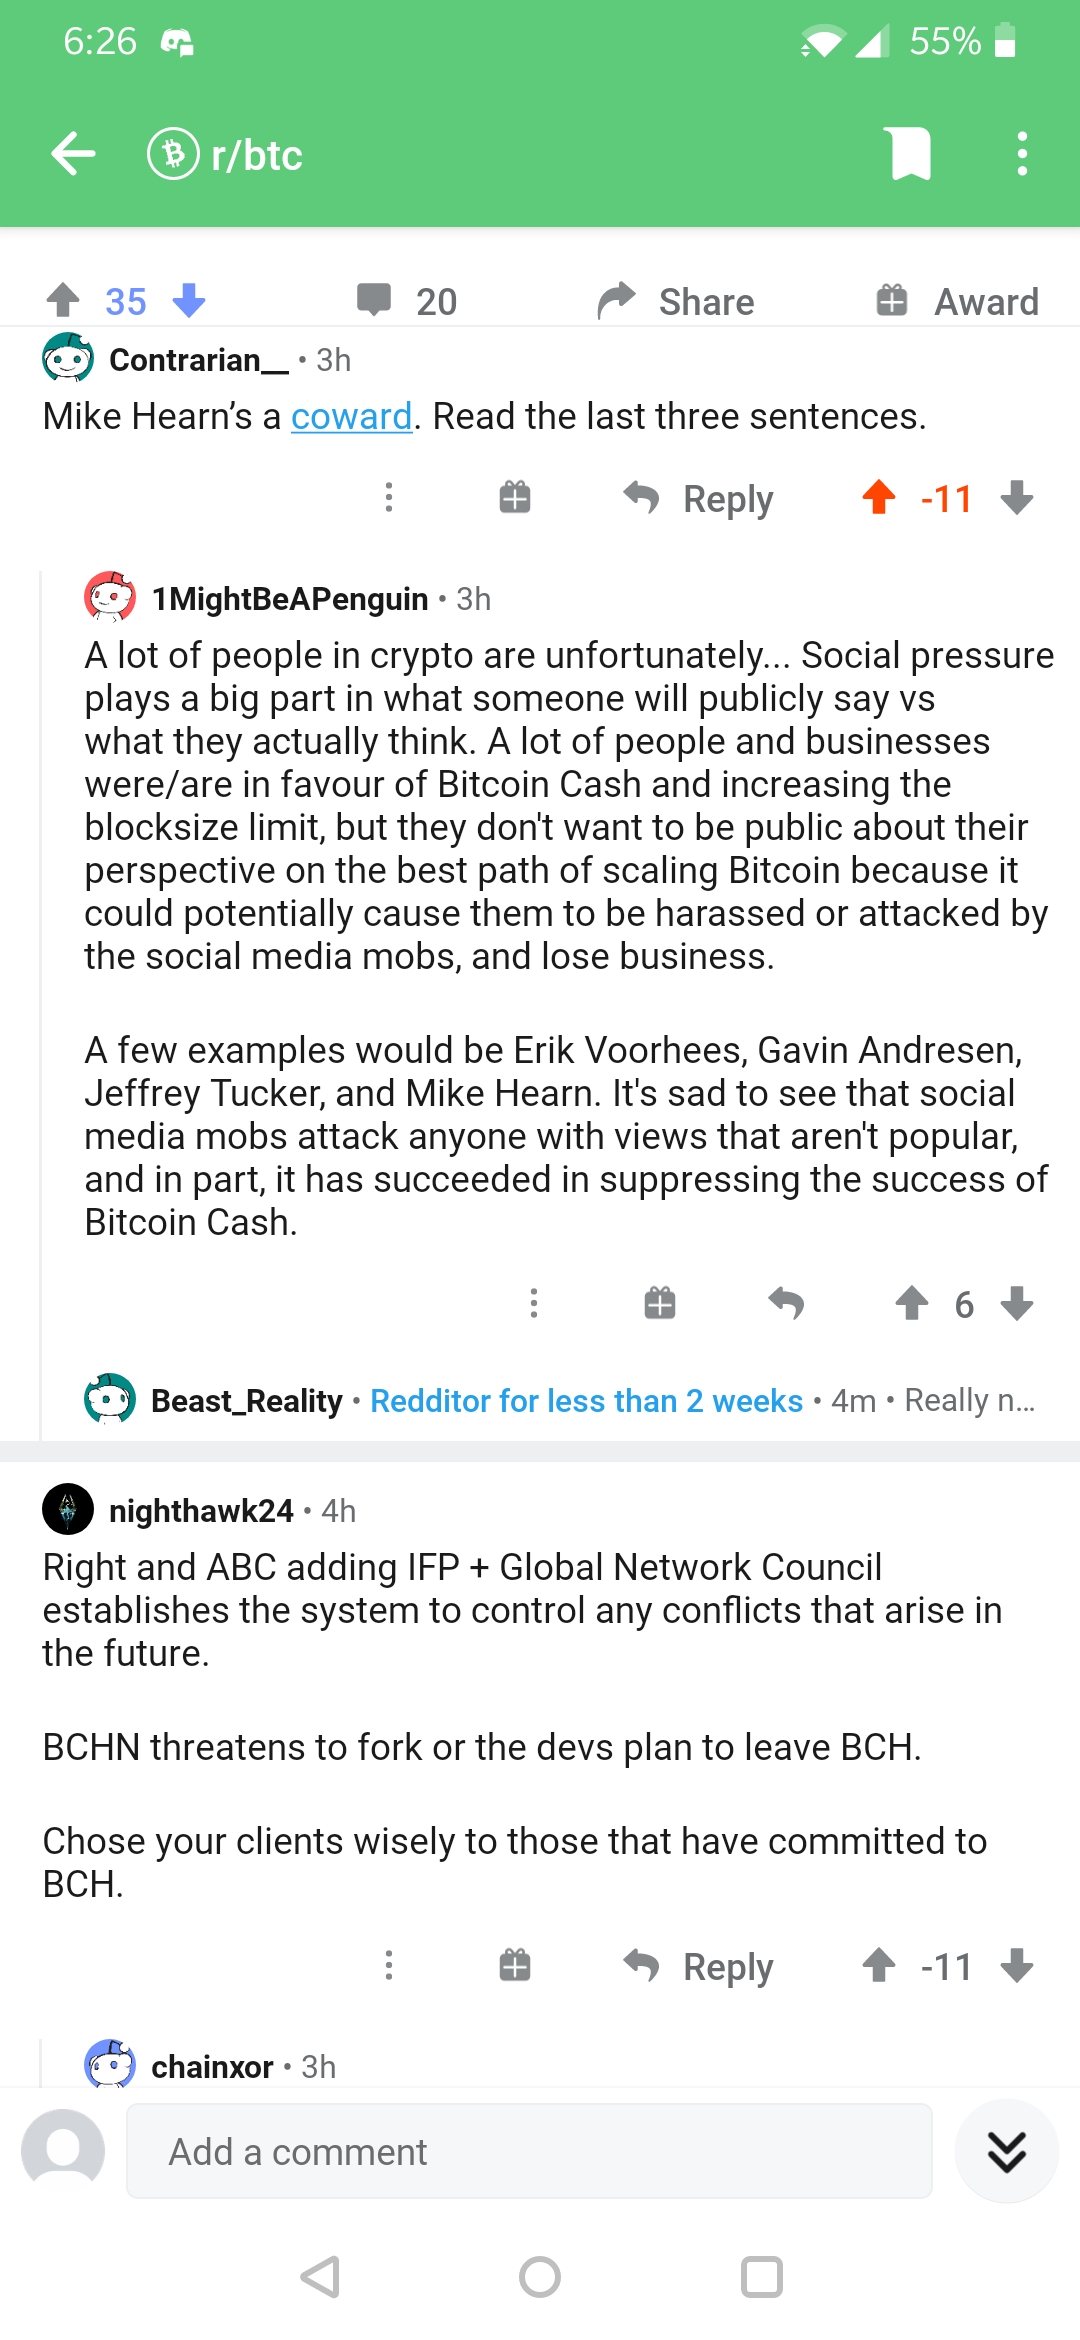 6:26 55%
r/btc
35 20 Share Award
Contrarian__ • 3h
Mike Hearn’s a coward. Read the last three sentences.
Reply -11
1MightBeAPenguin • 3h
A lot of people in crypto are unfortunately... Social pressure
plays a big part in what someone will publicly say vs
what they actually think. A lot of people and businesses
were/are in favour of Bitcoin Cash and increasing the
blocksize limit, but they don't want to be public about their
perspective on the best path of scaling Bitcoin because it
could potentially cause them to be harassed or attacked by
the social media mobs, and lose business.
A few examples would be Erik Voorhees, Gavin Andresen,
Jeffrey Tucker, and Mike Hearn. It's sad to see that social
media mobs attack anyone with views that aren't popular,
and in part, it has succeeded in suppressing the success of
Bitcoin Cash.
6
Beast_Reality • Redditor for less than 2 weeks • 4m • Really n...
nighthawk24 • 4h
Right and ABC adding IFP + Global Network Council
establishes the system to control any conflicts that arise in
the future.
BCHN threatens to fork or the devs plan to leave BCH.
Chose your clients wisely to those that have committed to
BCH.
Reply -11
chainxor • 3h
Add a comment